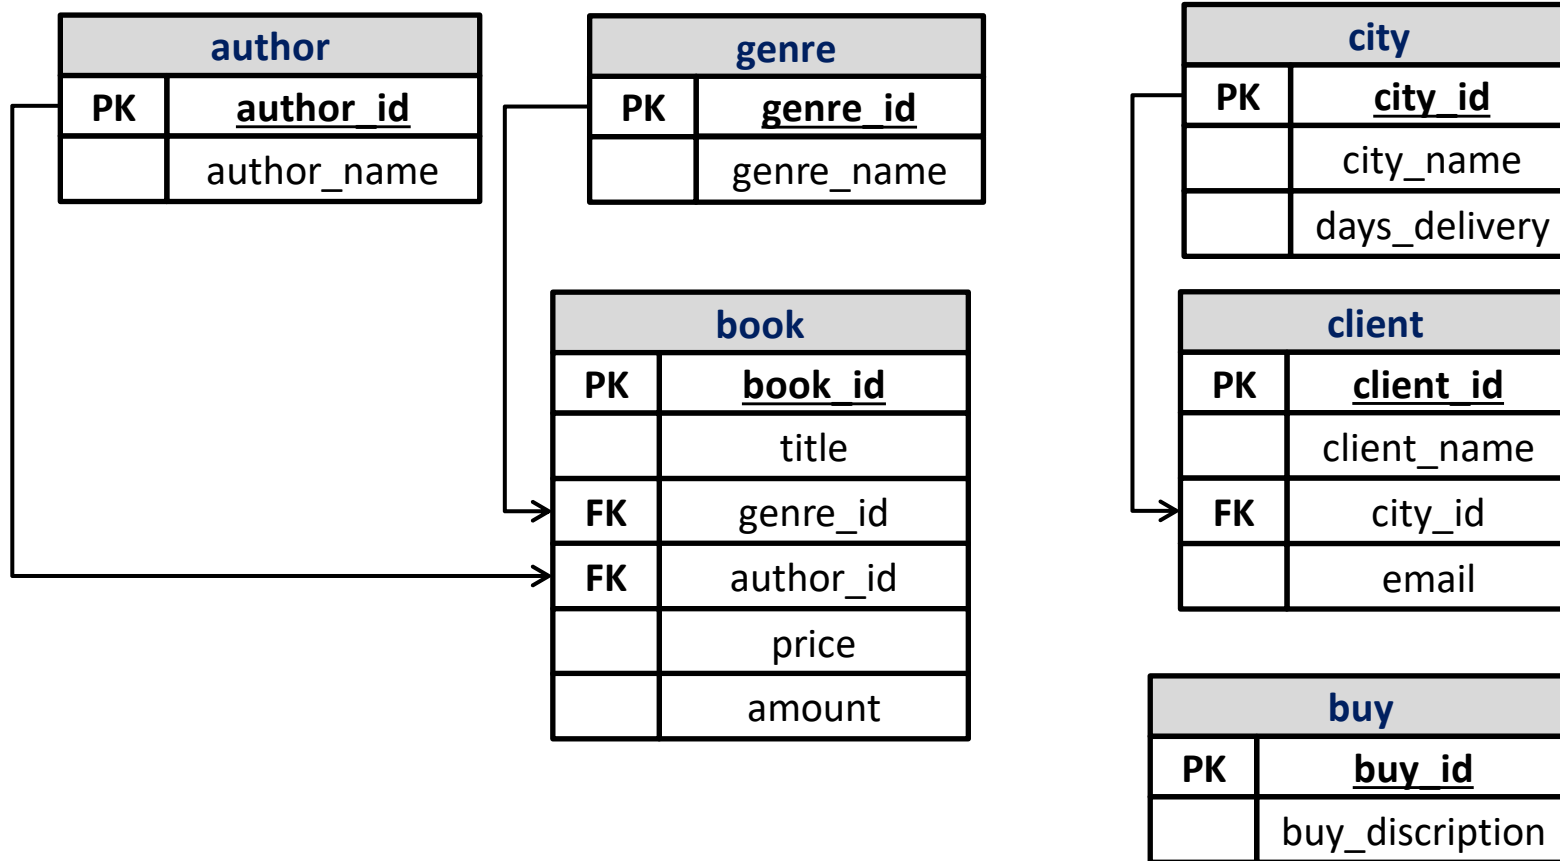 author
PK author_id
author_name
genre
PK genre_id
genre_name
city
PK city_id
city_name
days_delivery
book
PK book_id
title
FK genre_id
FK author_id
price
amount
client
PK client_id
client_name
FK city_id
email
buy
PK buy_id
buy_discription